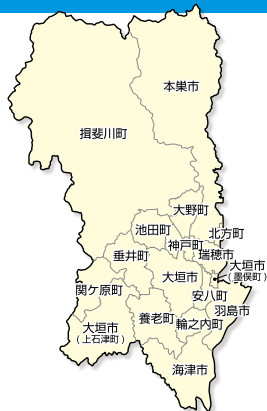 本巣市
揖斐川町
大野町
北方町
池田町
神戸町
瑞穂市
垂井町
大垣市
(墨俣町)
大垣市
関ケ原町
安八町
羽島市
養老町
輪之内町
大垣市
(上石津町)
海津市